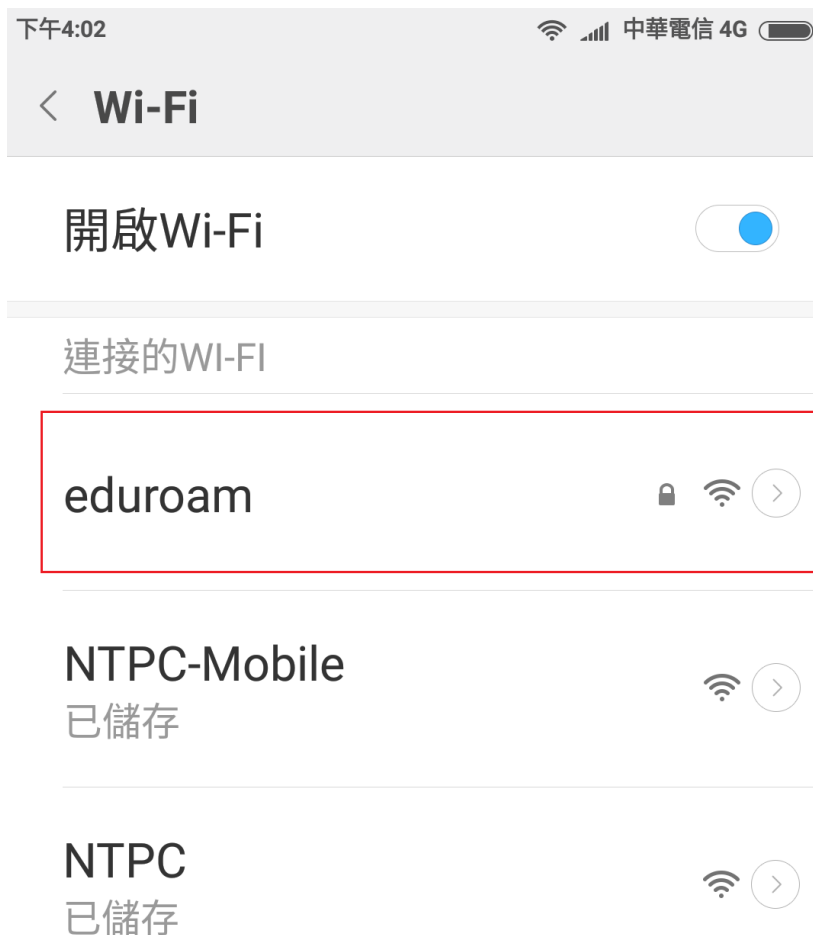 下午4:02 中華電信 4G
Wi-Fi
開啟Wi-Fi
連接的WI-FI
eduroam
NTPC-Mobile
已儲存
NTPC
已儲存